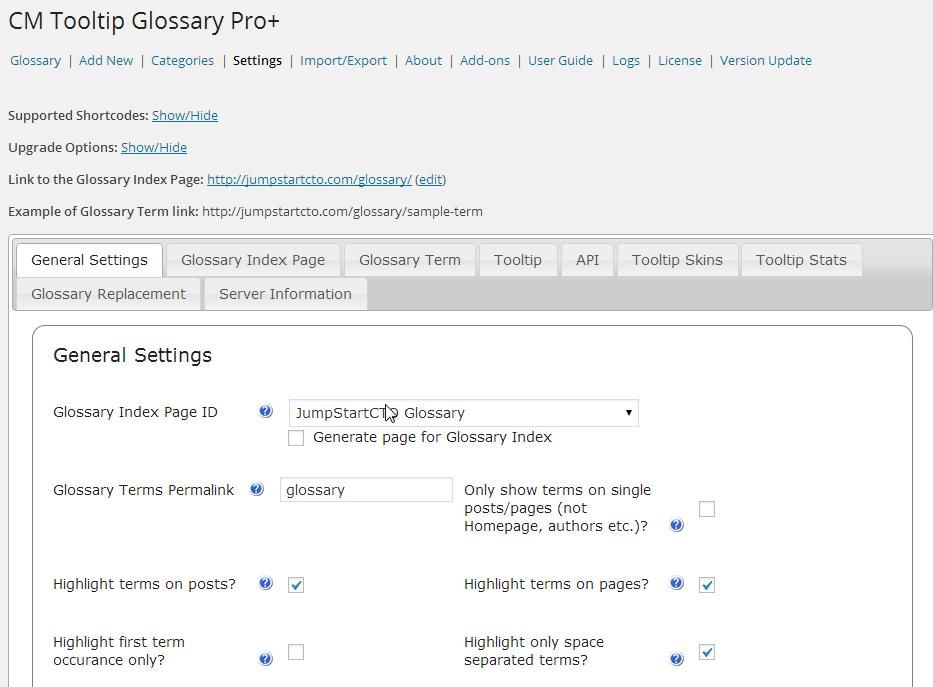 CM Tooltip Glossary Pro+
Glossary | Add New | Categories | Settings | Import/Export | About | Add-ons | User Guide | Logs | License | Version Update
Supported Shortcodes: Show/Hide
Upgrade Options: Show/Hide
Link to the Glossary Index Page: http://jumpstartcto.com/glossary/ (edit)
Example of Glossary Term link: http://jumpstartcto.com/glossary/sample-term
General Settings Glossary Index Page Glossary Term Tooltip API Tooltip Skins Tooltip Stats
Glossary Replacement Server Information
General Settings
Glossary Index Page ID JumpStartCTO Glossary
Generate page for Glossary Index
Glossary Terms Permalink glossary
Only show terms on single
posts/pages (not
Homepage, authors etc.)?
Highlight terms on posts? Highlight terms on pages?
Highlight first term
occurance only?
Highlight only space
separated terms?